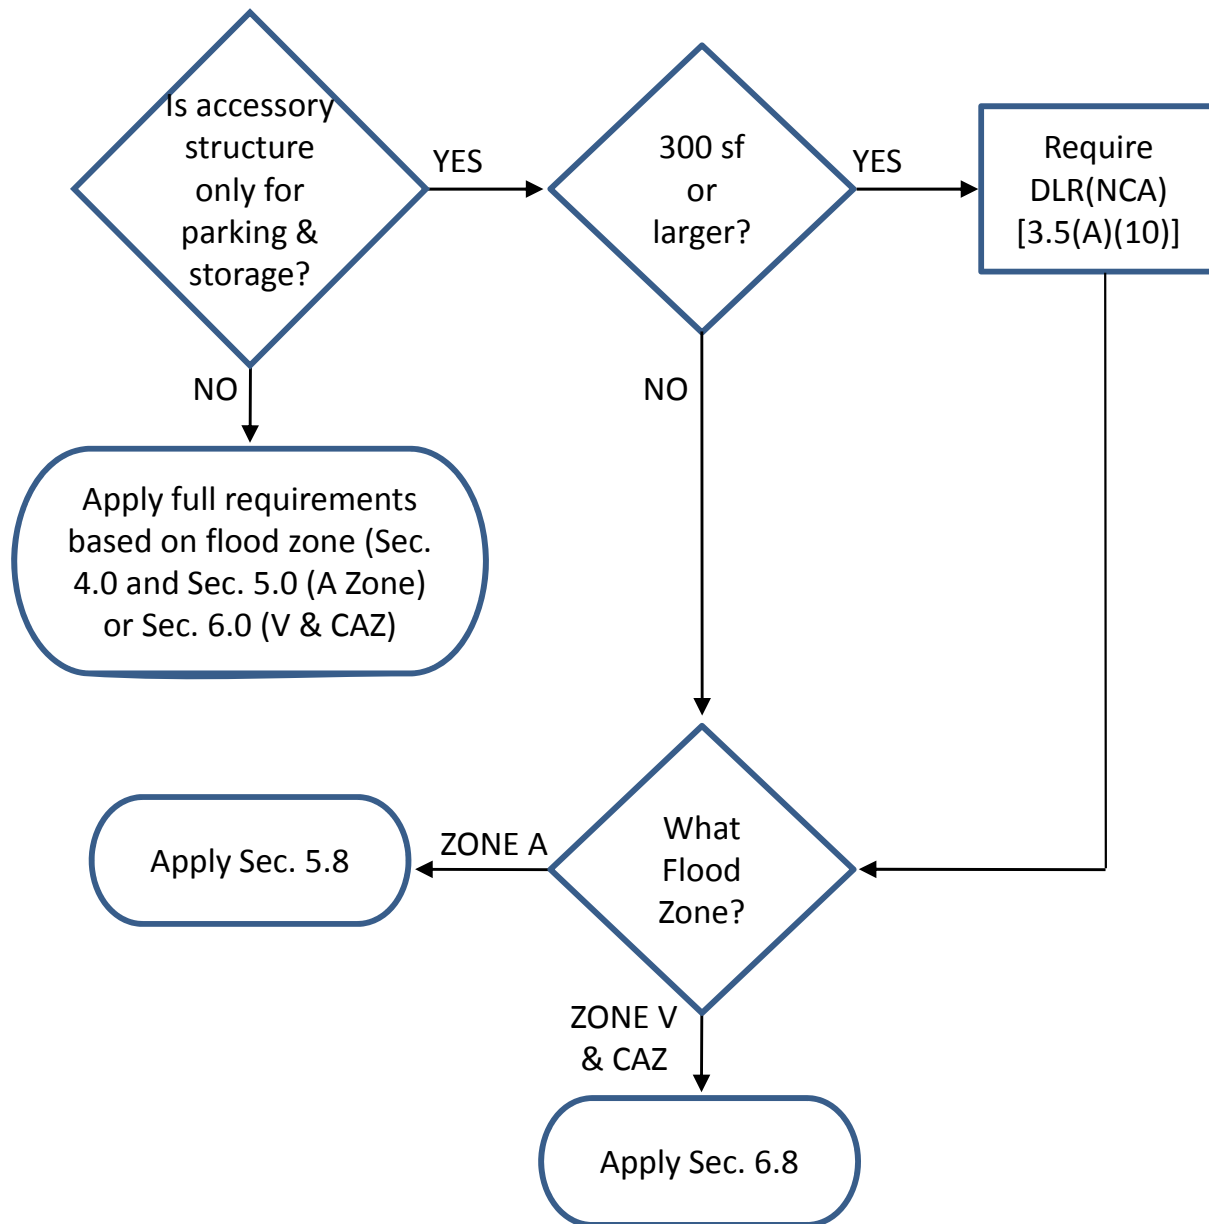 Is accessory
structure
only for
parking &
storage?
YES
300 sf
or
larger?
YES
Require
DLR(NCA)
[3.5(A)(10)]
NO
NO
Apply full requirements
based on flood zone (Sec.
4.0 and Sec. 5.0 (A Zone)
or Sec. 6.0 (V & CAZ)
What
Flood
Zone?
ZONE A
Apply Sec. 5.8
ZONE V
& CAZ
Apply Sec. 6.8